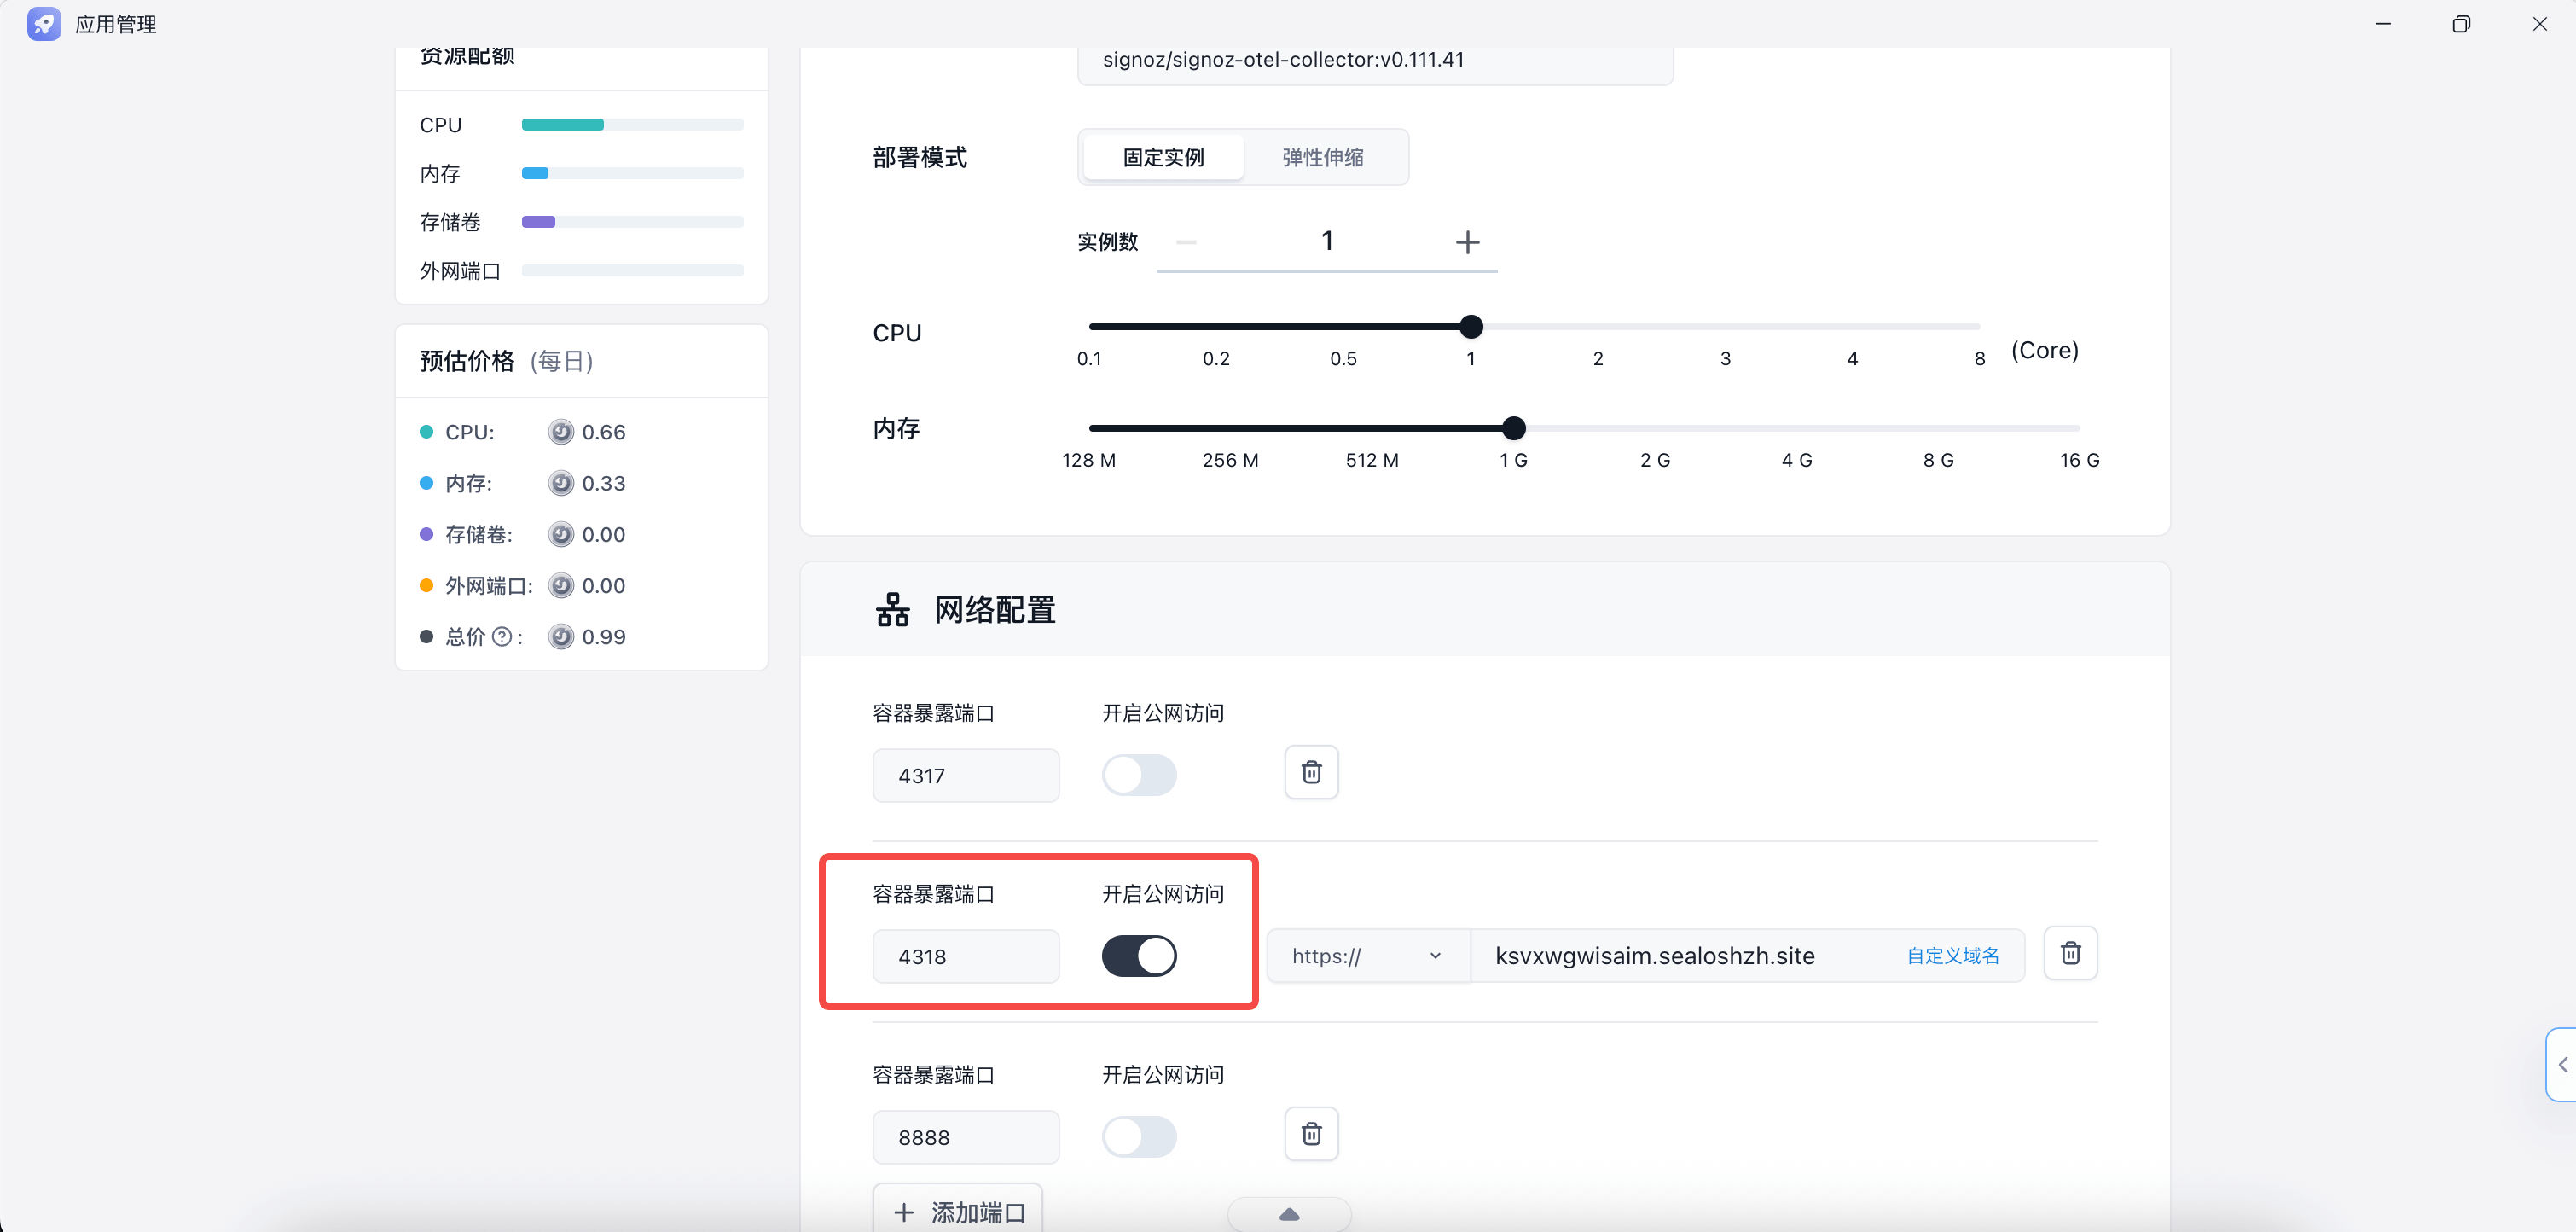 应用管理
资源配额
CPU
内存
存储卷
外网端口
预估价格 (每日)
CPU: 0.66
内存: 0.33
存储卷: 0.00
外网端口: 0.00
总价 ? : 0.99
signoz/signoz-otel-collector:v0.111.41
部署模式 固定实例 弹性伸缩
实例数 1
CPU
0.1 0.2 0.5 1 2 3 4 8 (Core)
内存
128 M 256 M 512 M 1 G 2 G 4 G 8 G 16 G
网络配置
容器暴露端口 开启公网访问
4317
容器暴露端口 开启公网访问
4318 https:// ksvxwgwisaim.sealoshzh.site 自定义域名
容器暴露端口 开启公网访问
8888
添加端口